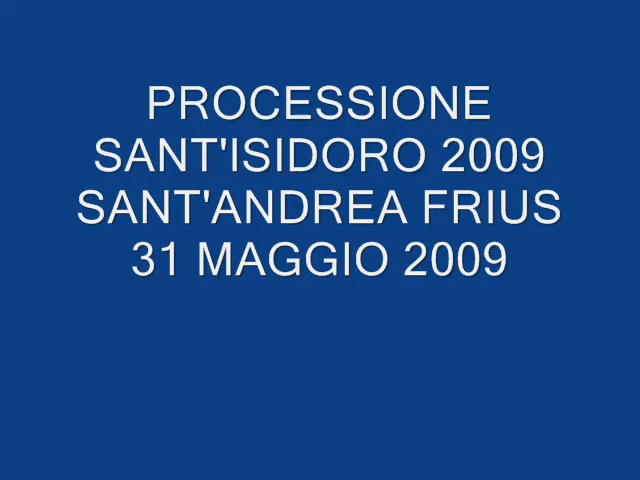 PROCESSIONE
SANT'ISIDORO 2009
SANT'ANDREA FRIUS
31 MAGGIO 2009